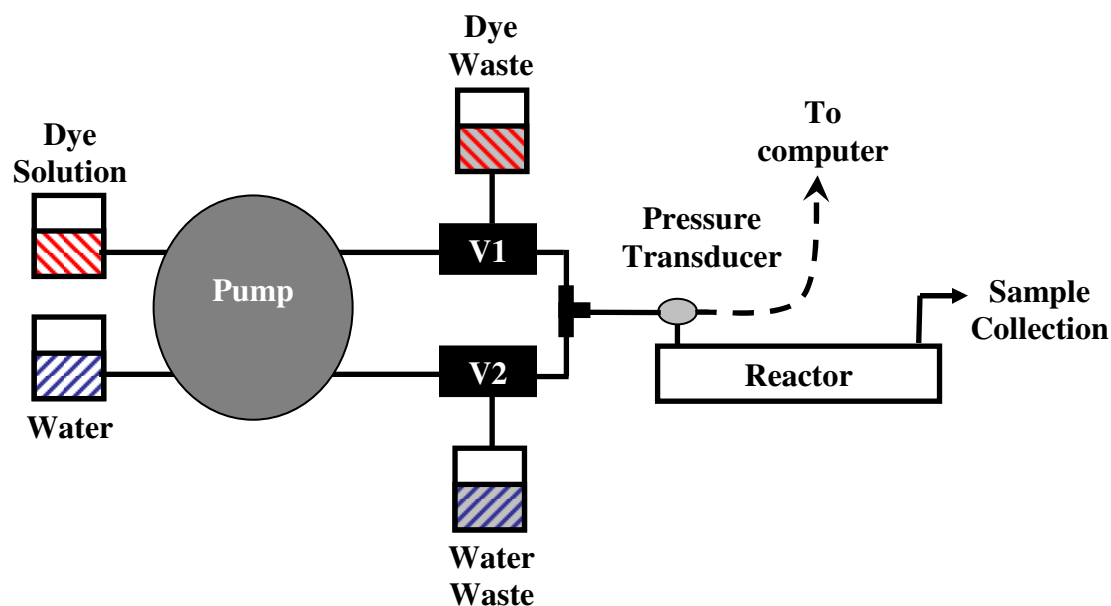 Dye
Waste
Dye
Solution
To
computer
Pressure
Transducer
V1
Pump
Sample
Collection
V2
Reactor
Water
Water
Waste